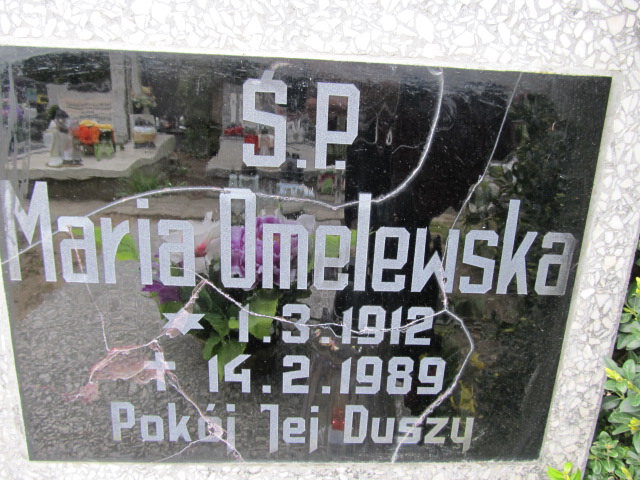 Ś.P.
Maria Omelewska
* 1.3.1912
+ 14.2.1989
Pokój Jej Duszy